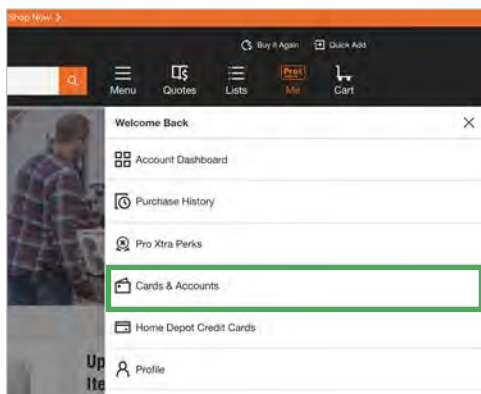 Shop Now >
Buy it Again Quick Add
Menu Quotes Lists Me Cart
Pro
Welcome Back
Account Dashboard
Purchase History
Pro Xtra Perks
Cards & Accounts
Home Depot Credit Cards
Profile
Up
Ite